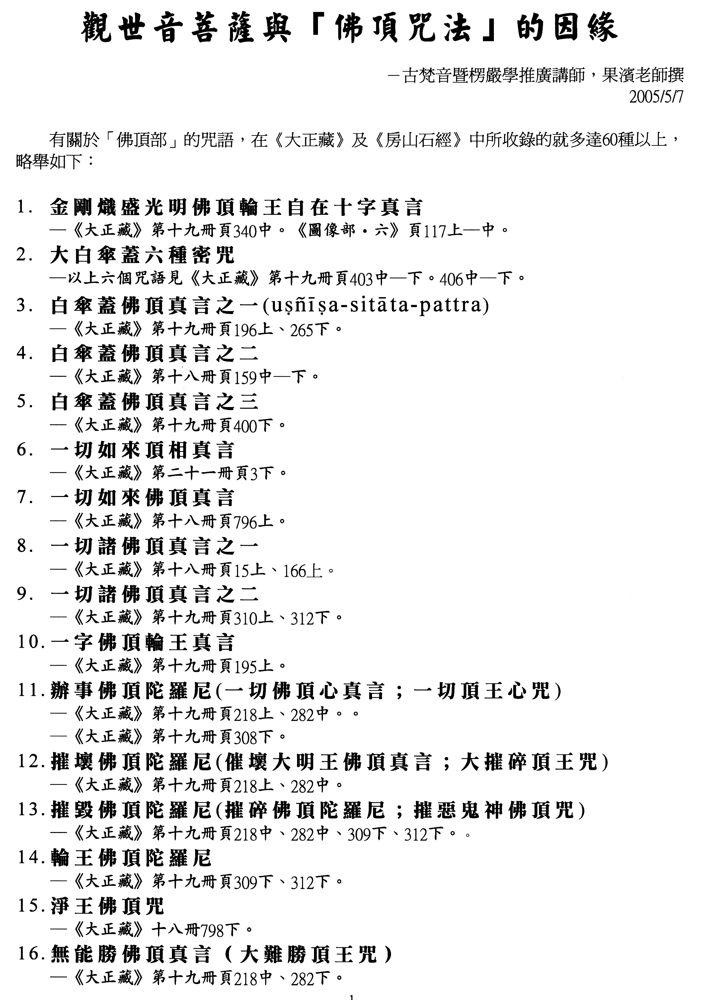 觀世音菩薩與「佛頂咒法」的因緣
－古梵音暨楞嚴學推廣講師，果濱老師撰
2005/5/7
有關於「佛頂部」的咒語，在《大正藏》及《房山石經》中所收錄的就多達60種以上，
略舉如下：
1. 金剛熾盛光明佛頂輪王自在十字真言
—《大正藏》第十九冊頁340中。《圖像部・六》頁117上—中。
2. 大白傘蓋六種密咒
—以上六個咒語見《大正藏》第十九冊頁403中—下。406中—下。
3. 白傘蓋佛頂真言之一(uṣñīṣa-sitāta-pattra)
—《大正藏》第十九冊頁196上、265下。
4. 白傘蓋佛頂真言之二
—《大正藏》第十八冊頁159中—下。
5. 白傘蓋佛頂真言之三
—《大正藏》第十九冊頁400下。
6. 一切如來頂相真言
—《大正藏》第二十一冊頁3下。
7. 一切如來佛頂真言
—《大正藏》第十八冊頁796上。
8. 一切諸佛頂真言之一
—《大正藏》第十八冊頁15上、166上。
9. 一切諸佛頂真言之二
—《大正藏》第十九冊頁310上、312下。
10.一字佛頂輪王真言
—《大正藏》第十九冊頁195上。
11.辦事佛頂陀羅尼(一切佛頂心真言；一切頂王心咒)
—《大正藏》第十九冊頁218上、282中。。
—《大正藏》第十九冊頁308下。
12.摧壞佛頂陀羅尼(催壞大明王佛頂真言；大摧碎頂王咒)
—《大正藏》第十九冊頁218上、282中。
13.摧毀佛頂陀羅尼(摧碎佛頂陀羅尼；摧惡鬼神佛頂咒)
—《大正藏》第十九冊頁218中、282中、309下、312下。。
14.輪王佛頂陀羅尼
—《大正藏》第十九冊頁309下、312下。
15.淨王佛頂咒
—《大正藏》十八冊798下。
16.無能勝佛頂真言（大難勝頂王咒）
—《大正藏》第十九冊頁218中、282下。
1